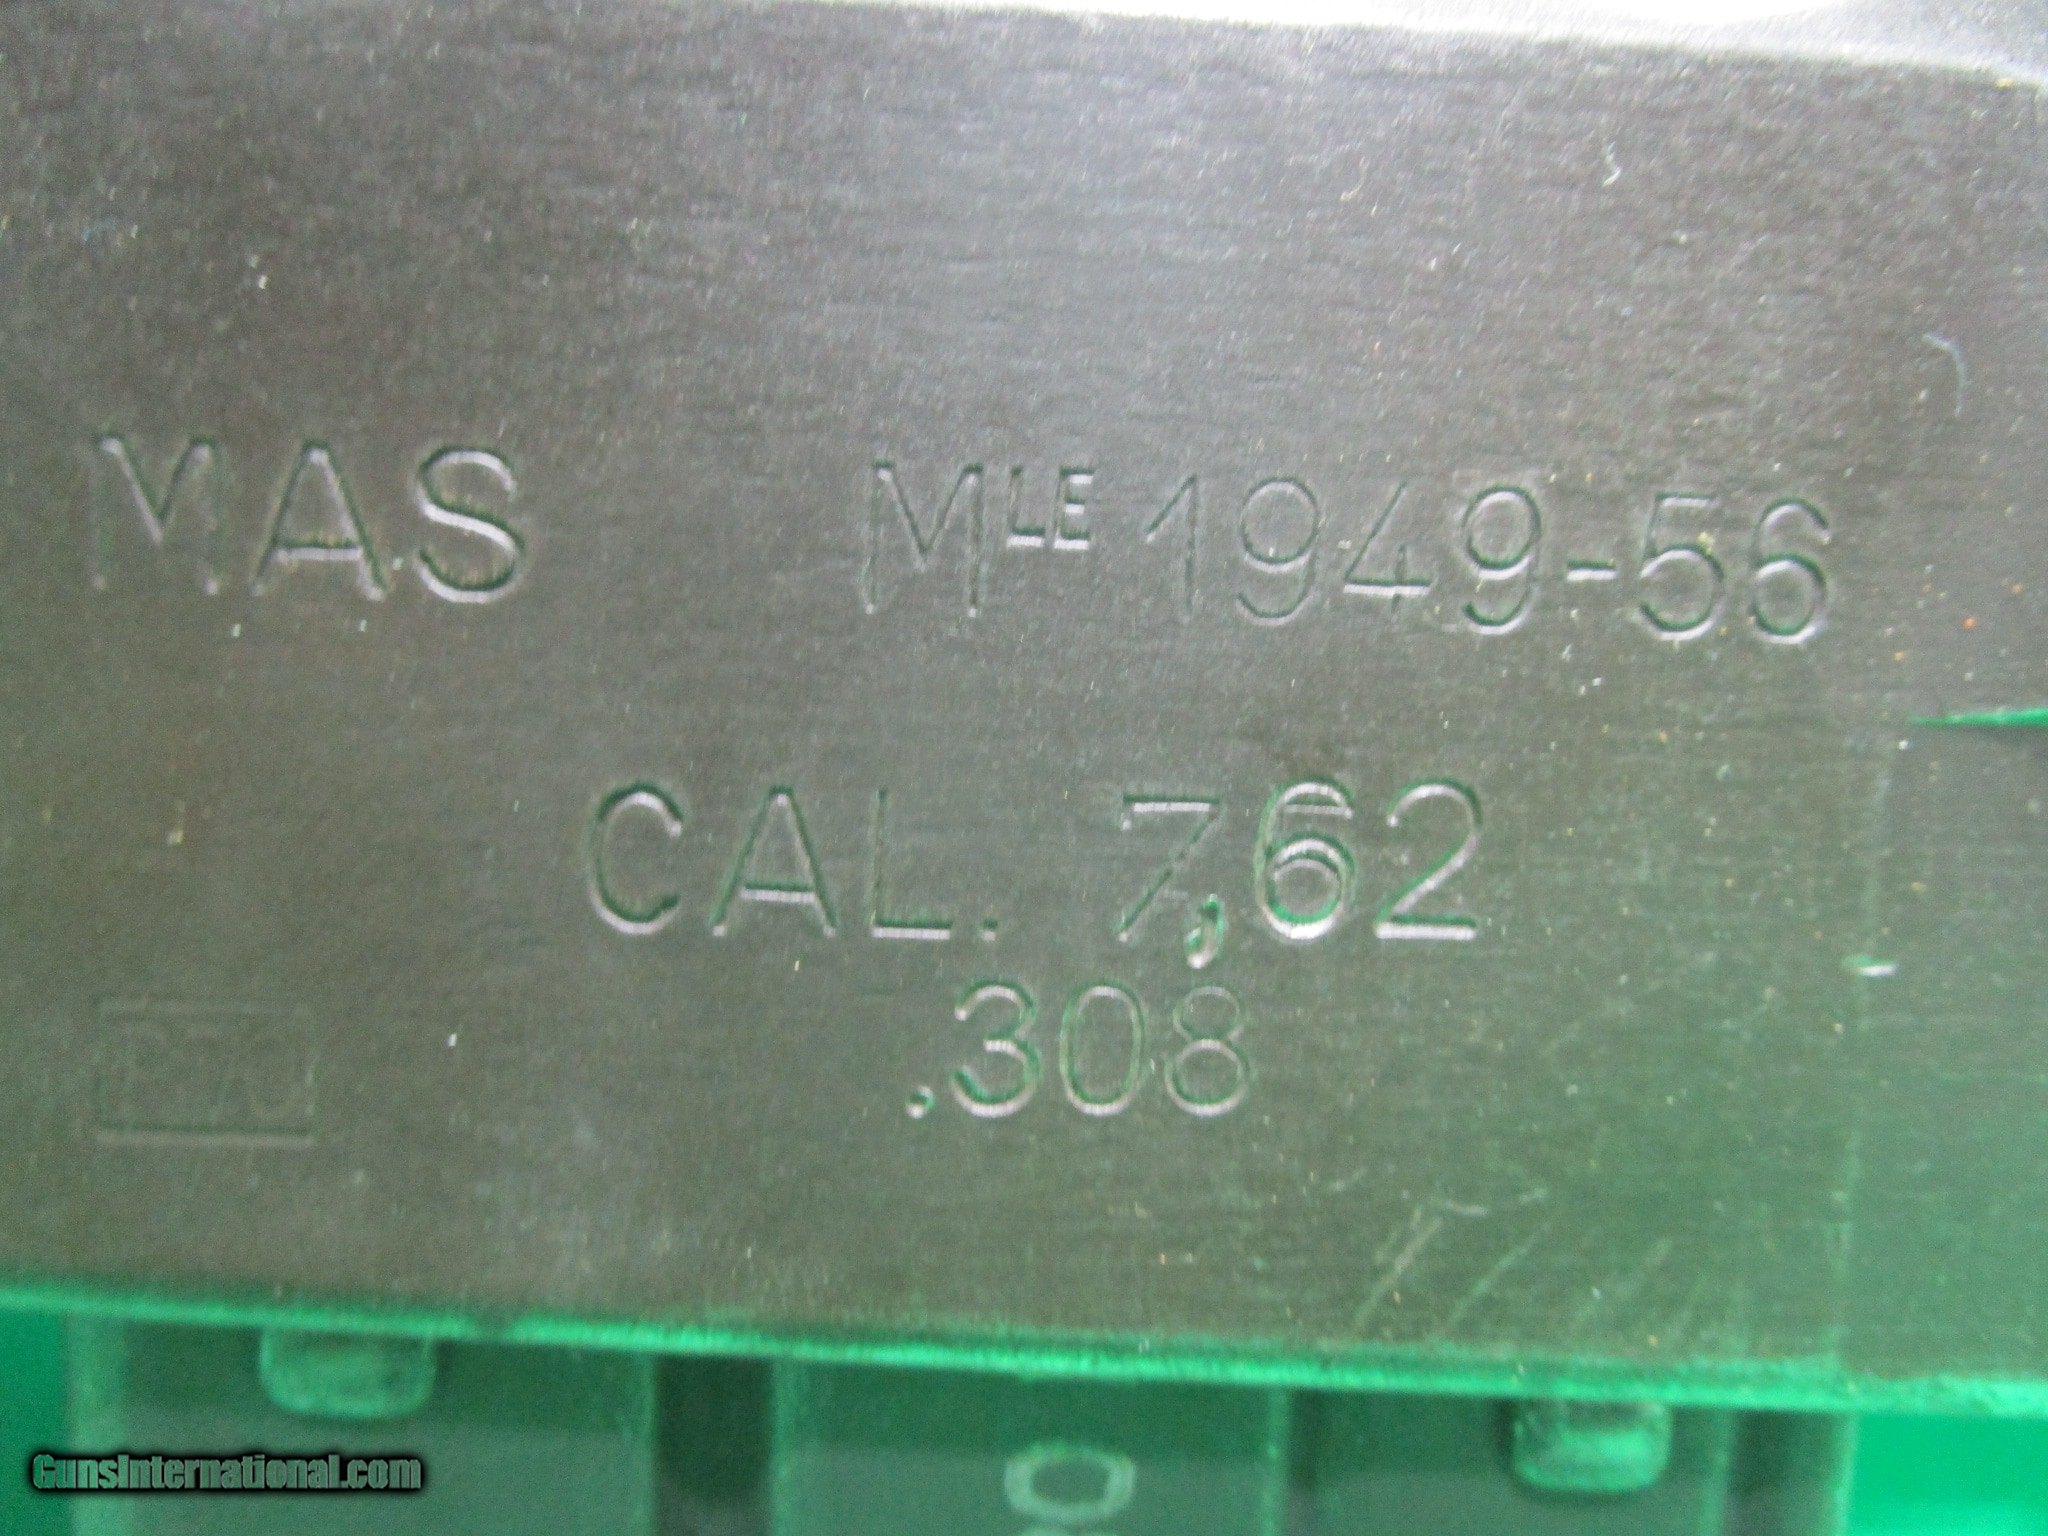 MAS MLE 1949-56
CAL. 7,62
.308
GunsInternational.com